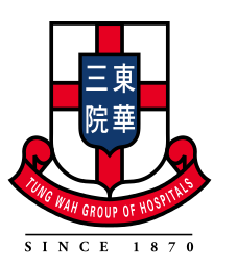 東華
三院
TUNG WAH GROUP OF HOSPITALS
SINCE 1870